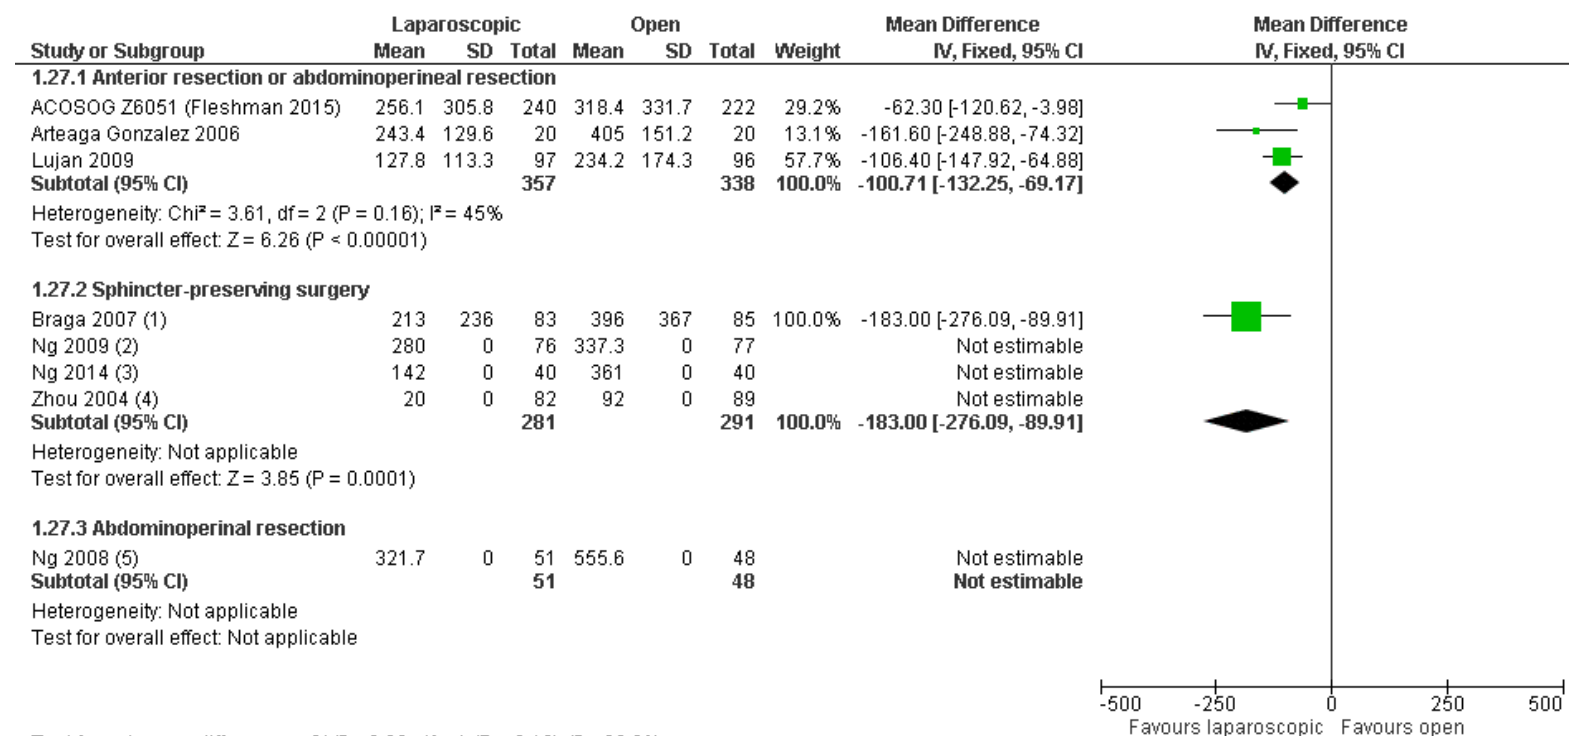 Laparoscopic Open Mean Difference Mean Difference
Study or Subgroup Mean SD Total Mean SD Total Weight IV, Fixed, 95% CI IV, Fixed, 95% CI
1.27.1 Anterior resection or abdominoperineal resection
ACOSOG Z6051 (Fleshman 2015) 256.1 305.8 240 318.4 331.7 222 29.2% -62.30 [-120.62, -3.98]
Arteaga Gonzalez 2006 243.4 129.6 20 405 151.2 20 13.1% -161.60 [-248.88, -74.32]
Lujan 2009 127.8 113.3 97 234.2 174.3 96 57.7% -106.40 [-147.92, -64.88]
Subtotal (95% CI) 357 338 100.0% -100.71 [-132.25, -69.17]
Heterogeneity: Chi² = 3.61, df = 2 (P = 0.16); I² = 45%
Test for overall effect: Z = 6.26 (P < 0.00001)
1.27.2 Sphincter-preserving surgery
Braga 2007 (1) 213 236 83 396 367 85 100.0% -183.00 [-276.09, -89.91]
Ng 2009 (2) 280 0 76 337.3 0 77 Not estimable
Ng 2014 (3) 142 0 40 361 0 40 Not estimable
Zhou 2004 (4) 20 0 82 92 0 89 Not estimable
Subtotal (95% CI) 281 291 100.0% -183.00 [-276.09, -89.91]
Heterogeneity: Not applicable
Test for overall effect: Z = 3.85 (P = 0.0001)
1.27.3 Abdominoperinal resection
Ng 2008 (5) 321.7 0 51 555.6 0 48 Not estimable
Subtotal (95% CI) 51 48 Not estimable
Heterogeneity: Not applicable
Test for overall effect: Not applicable
-500 -250 0 250 500
Favours laparoscopic Favours open